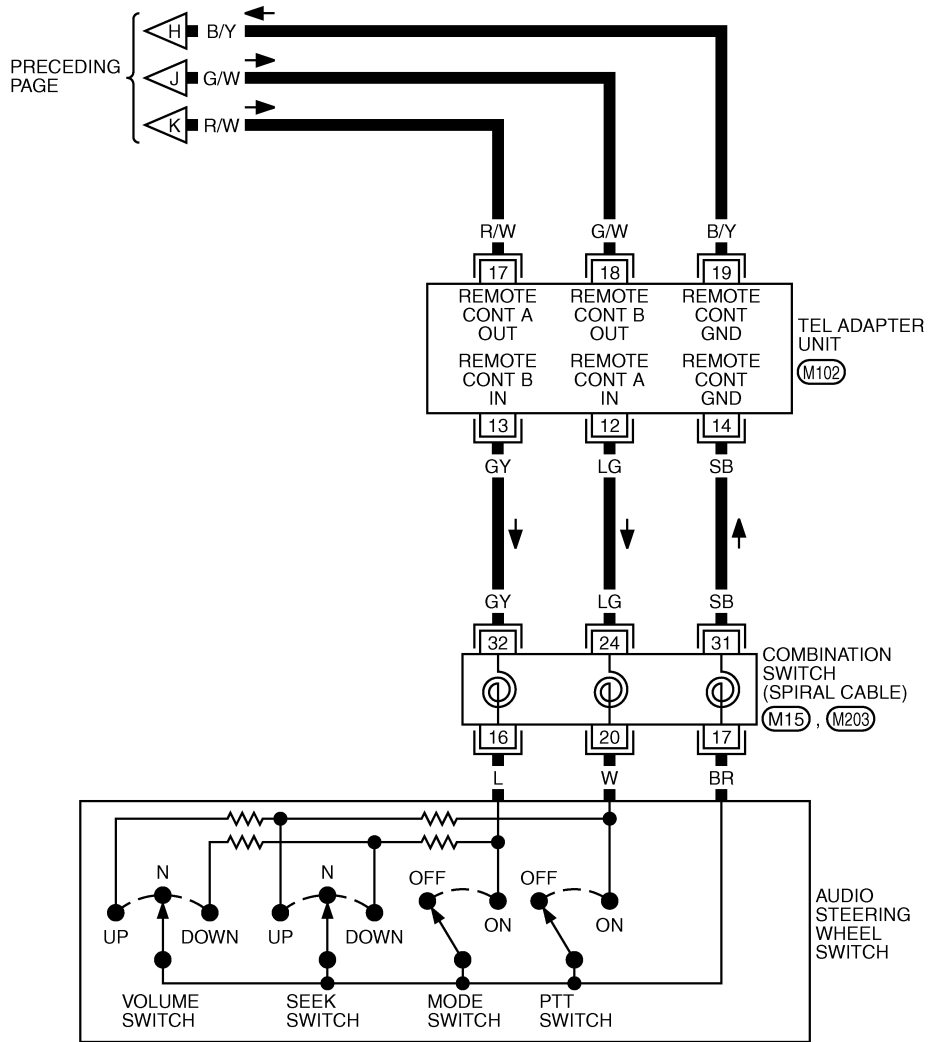 H B/Y
PRECEDING
PAGE
J G/W
K R/W
R/W G/W B/Y
17 18 19
REMOTE
CONT A
OUT
REMOTE
CONT B
OUT
REMOTE
CONT
GND
TEL ADAPTER
UNIT
M102
REMOTE
CONT B
IN
REMOTE
CONT A
IN
REMOTE
CONT
GND
13 12 14
GY LG SB
GY LG SB
32 24 31
COMBINATION
SWITCH
(SPIRAL CABLE)
M15 , M203
16 20 17
L W BR
N N OFF OFF
UP DOWN UP DOWN ON ON
AUDIO
STEERING
WHEEL
SWITCH
VOLUME
SWITCH
SEEK
SWITCH
MODE
SWITCH
PTT
SWITCH